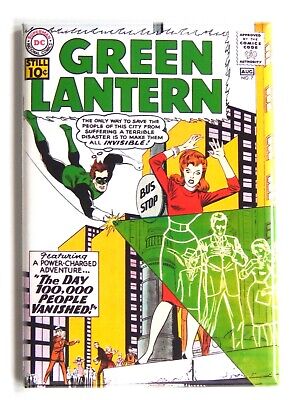 DC
STILL
10¢
GREEN
LANTERN
APPROVED
BY THE
COMICS
CODE
AUTHORITY
AUG
NO. 7
THE ONLY WAY TO SAVE THE
PEOPLE OF THIS CITY FROM
SUFFERING A TERRIBLE
DISASTER IS TO MAKE THEM
ALL INVISIBLE!
BUS
STOP
Featuring
A POWER-CHARGED
ADVENTURE...
The DAY
100,000
PEOPLE
VANISHED!"